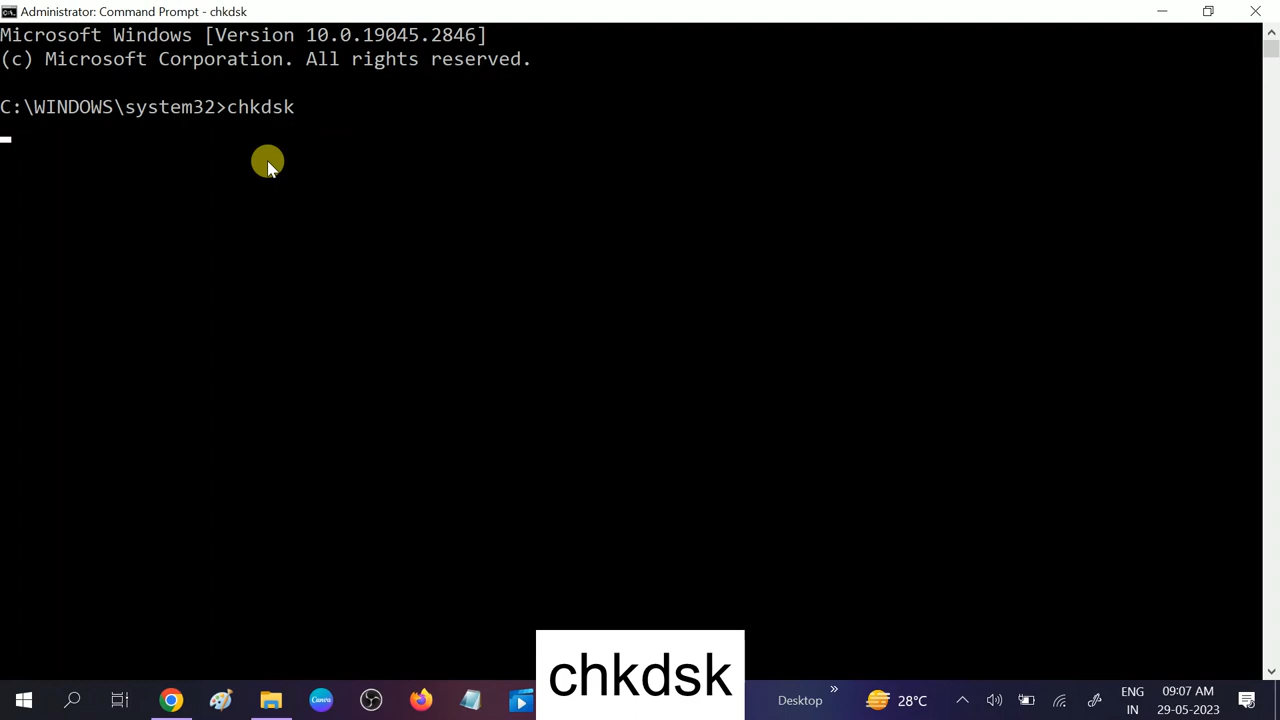 Administrator: Command Prompt - chkdsk
Microsoft Windows [Version 10.0.19045.2846]
(c) Microsoft Corporation. All rights reserved.
C:\WINDOWS\system32>chkdsk
chkdsk
Canva
Desktop
»
28°C
ENG
IN
09:07 AM
29-05-2023